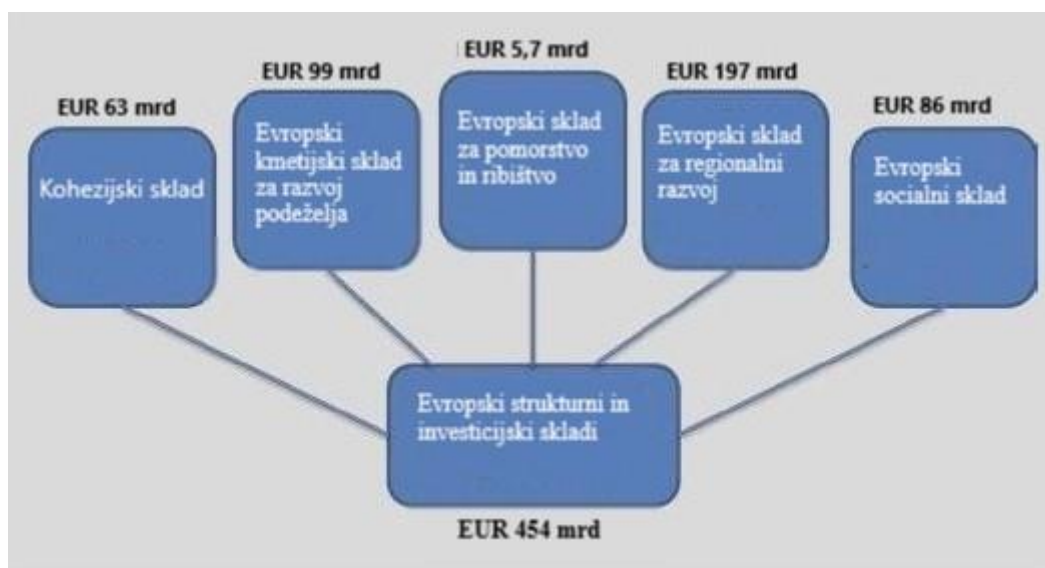 EUR 63 mrd
Kohezijski sklad
EUR 99 mrd
Evropski
kmetijski sklad
za razvoj
podeželja
EUR 5,7 mrd
Evropski sklad
za pomorstvo
in ribištvo
EUR 197 mrd
Evropski sklad
za regionalni
razvoj
EUR 86 mrd
Evropski
socialni sklad
Evropski strukturni in
investicijski skladi
EUR 454 mrd